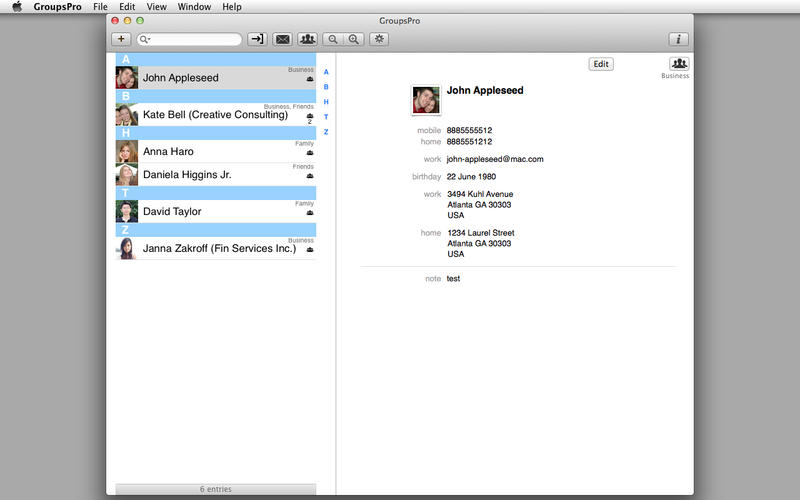 GroupsPro File Edit View Window Help
GroupsPro
Edit
Business
A
Business
John Appleseed
B
Business, Friends
Kate Bell (Creative Consulting)
2
H
Family
Anna Haro
Friends
Daniela Higgins Jr.
T
Family
David Taylor
Z
Business
Janna Zakroff (Fin Services Inc.)
6 entries
A
B
H
T
Z
John Appleseed
mobile 8885555512
home 8885551212
work john-appleseed@mac.com
birthday 22 June 1980
work 3494 Kuhl Avenue
Atlanta GA 30303
USA
home 1234 Laurel Street
Atlanta GA 30303
USA
note test